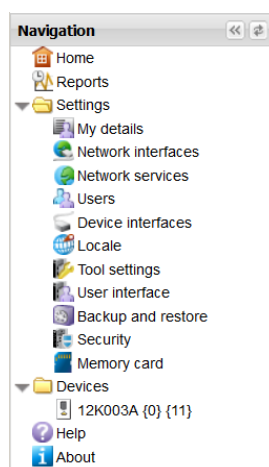 Navigation
Home
Reports
Settings
My details
Network interfaces
Network services
Users
Device interfaces
Locale
Tool settings
User interface
Backup and restore
Security
Memory card
Devices
12K003A {0} {11}
Help
About